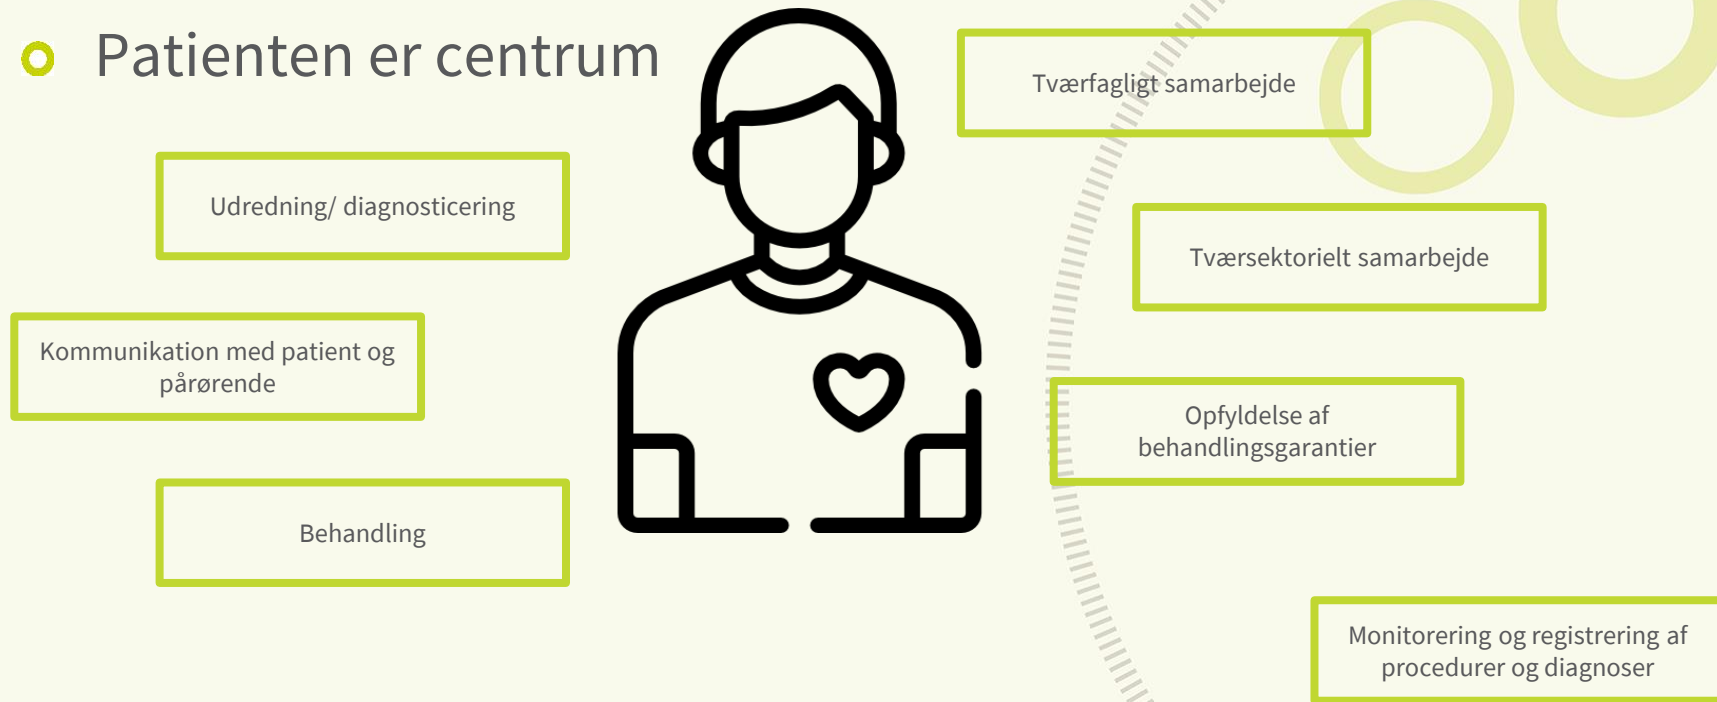 Patienten er centrum
Tværfagligt samarbejde
Udredning/ diagnosticering
Tværsektorielt samarbejde
Kommunikation med patient og
pårørende
Opfyldelse af
behandlingsgarantier
Behandling
Monitorering og registrering af
procedurer og diagnoser